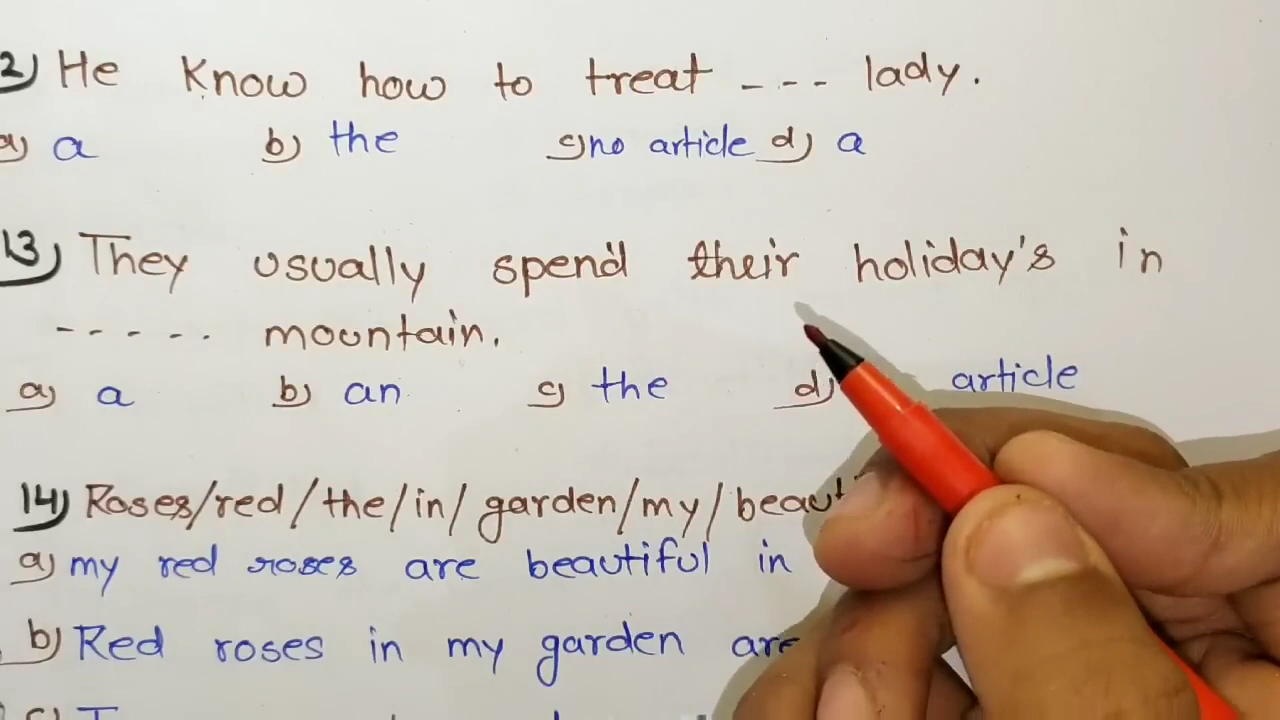 2) He Know how to treat --- lady.
a) a b) the c) no article d) a
13) They usually spend their holiday's in
----- mountain.
a) a b) an c) the d) article
14) Roses/red/the/in/garden/my/
a) my red roses are beautiful in
b) Red roses in my garden are